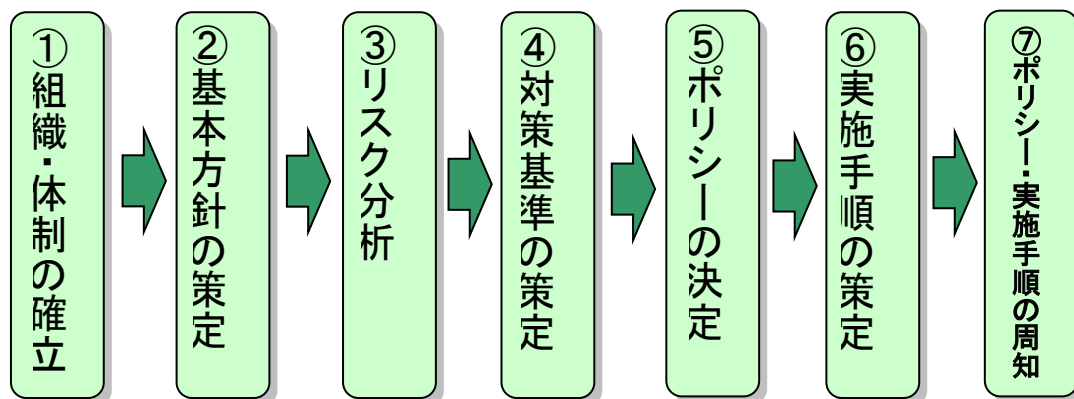 ①組織・体制の確立
②基本方針の策定
③リスク分析
④対策基準の策定
⑤ポリシーの決定
⑥実施手順の策定
⑦ポリシー・実施手順の周知